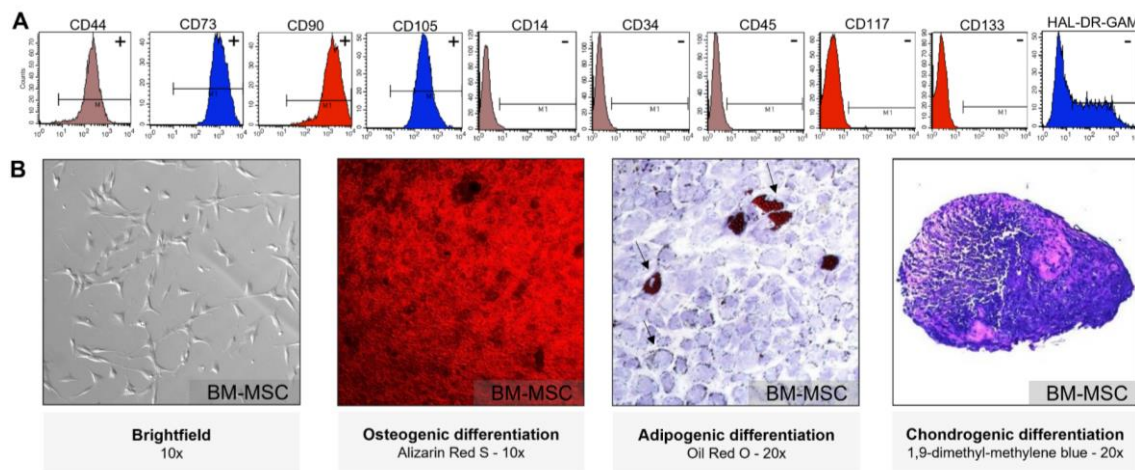 A
CD44 CD73 CD90 CD105 CD14 CD34 CD45 CD117 CD133 HAL-DR-GAM
+ + + + - - - - - -
Counts
M1 M1 M1 M1 M1 M1 M1 M1
B
BM-MSC BM-MSC BM-MSC BM-MSC
Brightfield Osteogenic differentiation Adipogenic differentiation Chondrogenic differentiation
10x Alizarin Red S - 10x Oil Red O - 20x 1,9-dimethyl-methylene blue - 20x